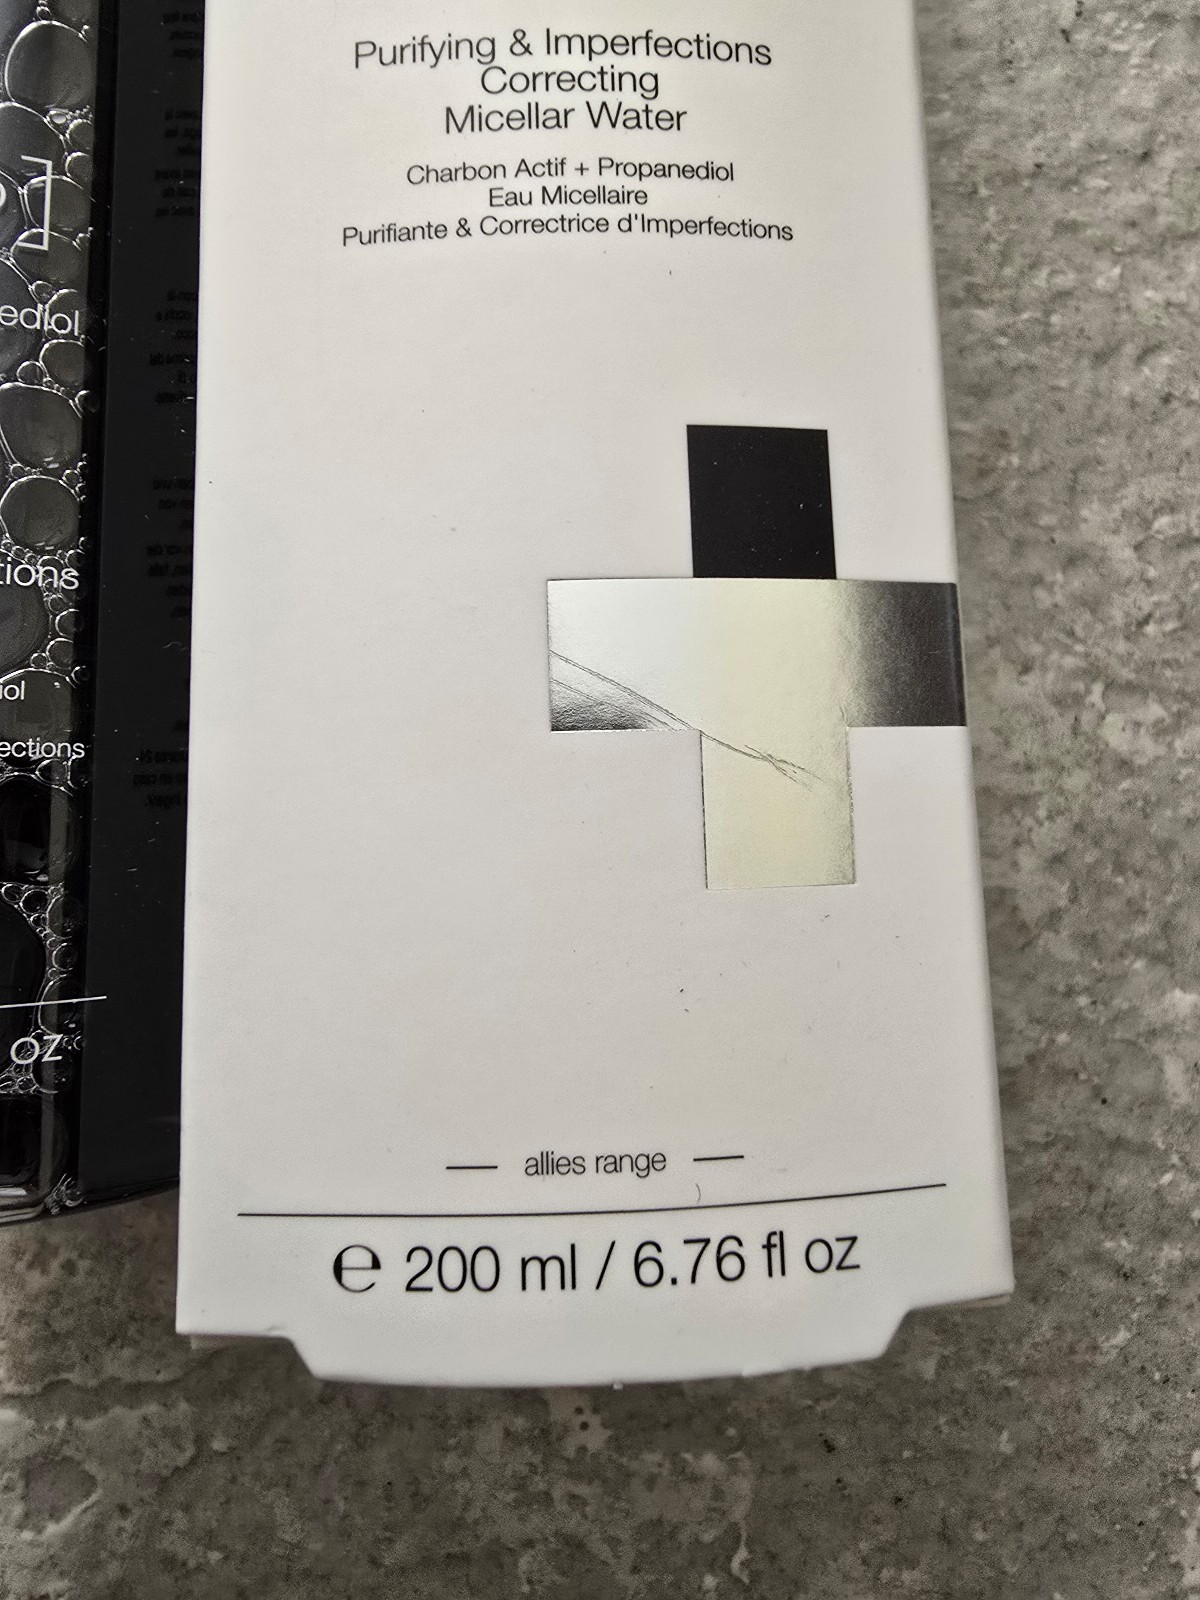 Purifying & Imperfections
Correcting
Micellar Water
Charbon Actif + Propanediol
Eau Micellaire
Purifiante & Correctrice d'Imperfections
allies range
e 200 ml / 6.76 fl oz
ediol
tions
iol
ections
oz